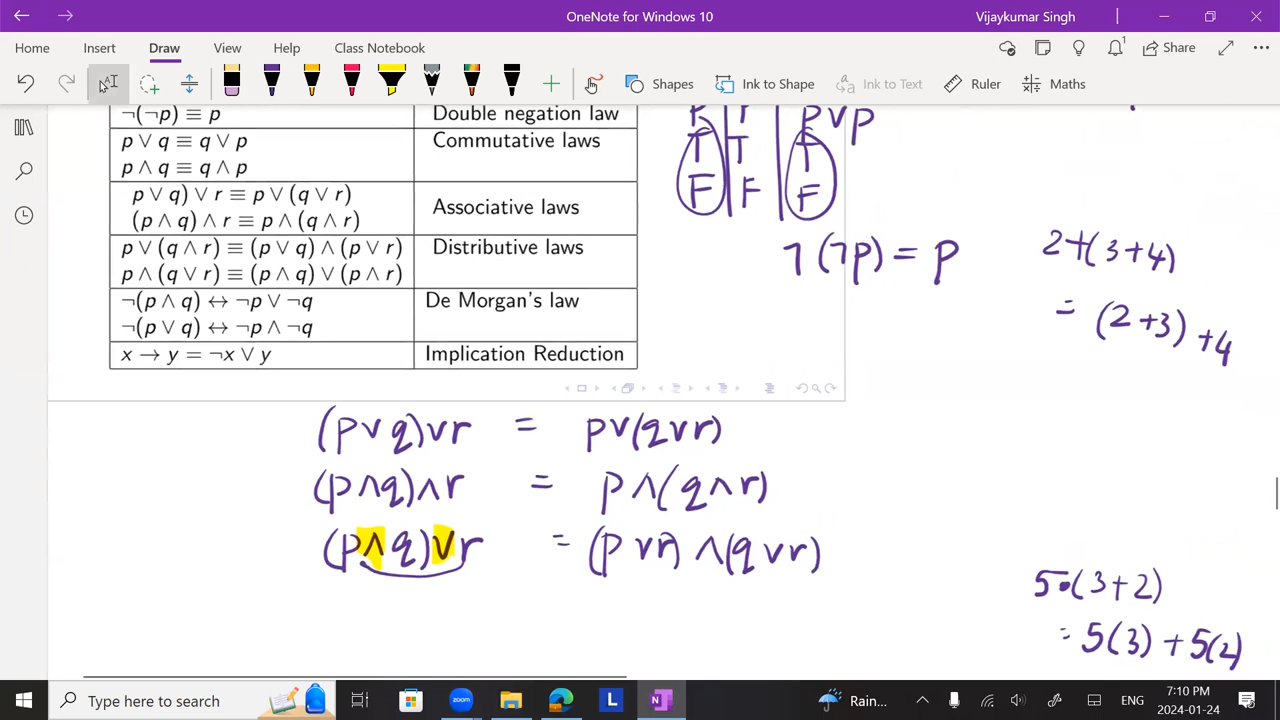 OneNote for Windows 10
Vijaykumar Singh
Home Insert Draw View Help Class Notebook
Share
Shapes
Ink to Shape
Ink to Text
Ruler
Maths
¬(¬p) ≡ p Double negation law
p ∨ q ≡ q ∨ p Commutative laws
p ∧ q ≡ q ∧ p
p ∨ q) ∨ r ≡ p ∨ (q ∨ r) Associative laws
(p ∧ q) ∧ r ≡ p ∧ (q ∧ r)
p ∨ (q ∧ r) ≡ (p ∨ q) ∧ (p ∨ r) Distributive laws
p ∧ (q ∨ r) ≡ (p ∧ q) ∨ (p ∧ r)
¬(p ∧ q) ↔ ¬p ∨ ¬q De Morgan's law
¬(p ∨ q) ↔ ¬p ∧ ¬q
x → y = ¬x ∨ y Implication Reduction
p∨p
T T T
F F F
¬(¬p) = p
2+(3+4)
= (2+3)+4
(p∨q)∨r = p∨(q∨r)
(p∧q)∧r = p∧(q∧r)
(p∧q)∨r = (p∨r)∧(q∨r)
5·(3+2)
= 5(3)+5(2)
Type here to search
zoom
L
N
Rain...
ENG
7:10 PM
2024-01-24